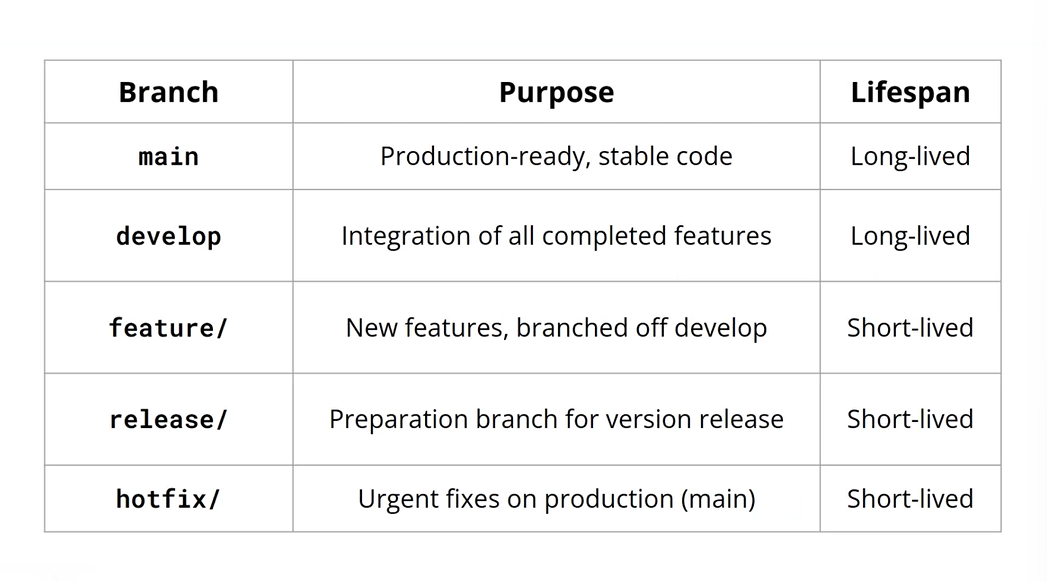 Branch Purpose Lifespan
main Production-ready, stable code Long-lived
develop Integration of all completed features Long-lived
feature/ New features, branched off develop Short-lived
release/ Preparation branch for version release Short-lived
hotfix/ Urgent fixes on production (main) Short-lived